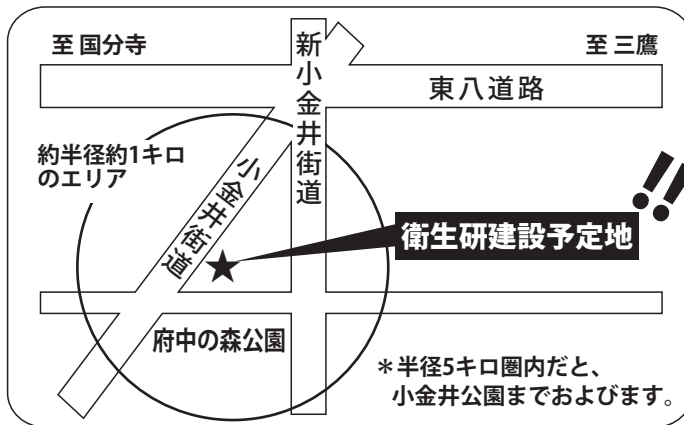 至 国分寺
至 三鷹
新小金井街道
東八道路
約半径約1キロ
のエリア
小金井街道
衛生研建設予定地
!!
府中の森公園
＊半径5キロ圏内だと、
小金井公園までおよびます。